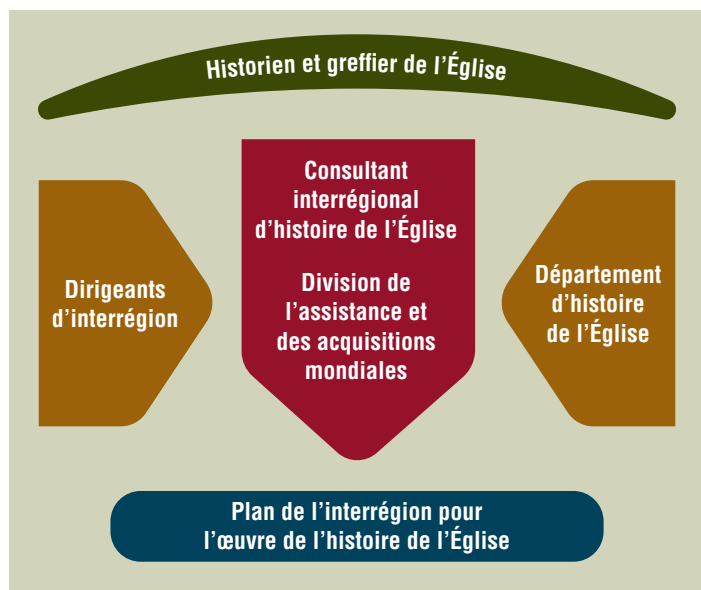 Historien et greffier de l’Église
Consultant
interrégional
d’histoire de l’Église
Division de
l’assistance et
des acquisitions
mondiales
Dirigeants
d’interrégion
Département
d’histoire
de l’Église
Plan de l’interrégion pour
l’œuvre de l’histoire de l’Église